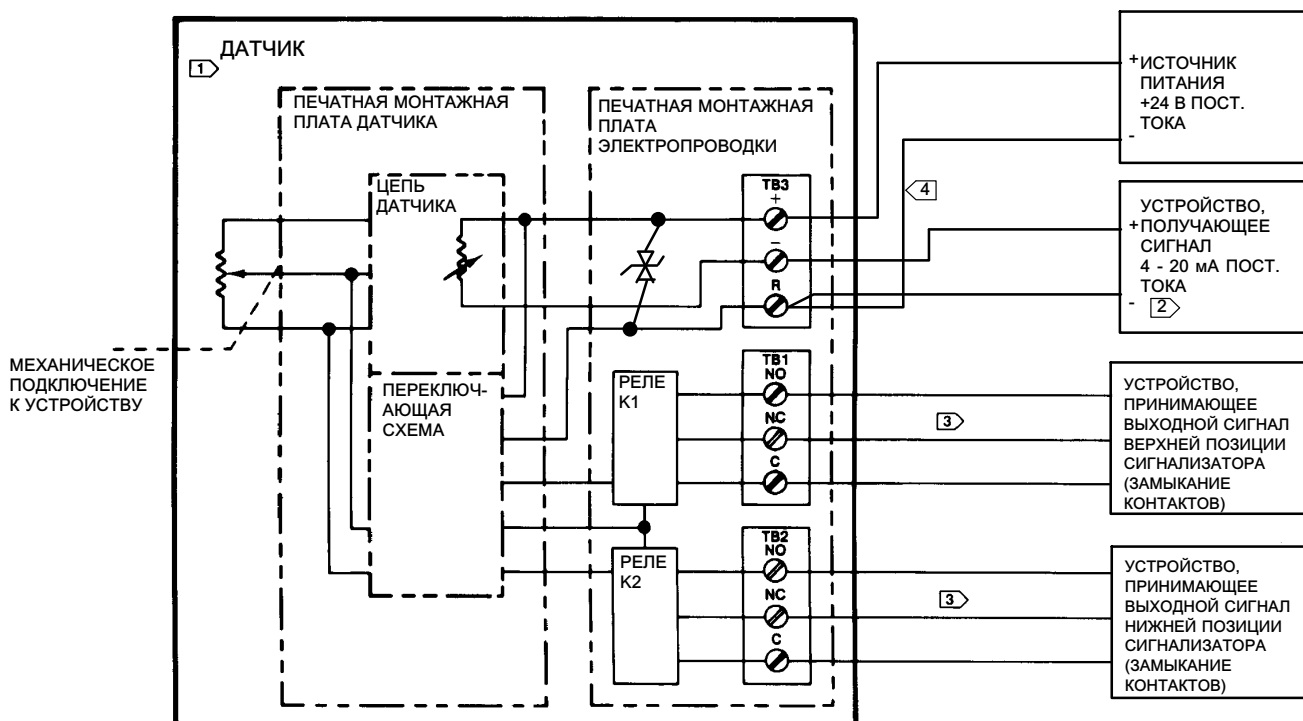 ДАТЧИК
1
ПЕЧАТНАЯ МОНТАЖНАЯ
ПЛАТА ДАТЧИКА
ПЕЧАТНАЯ МОНТАЖНАЯ
ПЛАТА
ЭЛЕКТРОПРОВОДКИ
ЦЕПЬ
ДАТЧИКА
ПЕРЕКЛЮЧ-
АЮЩАЯ
СХЕМА
МЕХАНИЧЕСКОЕ
ПОДКЛЮЧЕНИЕ
К УСТРОЙСТВУ
TB3
+
–
R
РЕЛЕ
К1
TB1
NO
NC
C
РЕЛЕ
К2
TB2
NO
NC
C
4
3
3
+ИСТОЧНИК
ПИТАНИЯ
+24 В ПОСТ.
ТОКА
-
УСТРОЙСТВО,
+ПОЛУЧАЮЩЕЕ
СИГНАЛ
4 - 20 мА ПОСТ.
ТОКА
- 2
УСТРОЙСТВО,
ПРИНИМАЮЩЕЕ
ВЫХОДНОЙ СИГНАЛ
ВЕРХНЕЙ ПОЗИЦИИ
СИГНАЛИЗАТОРА
(ЗАМЫКАНИЕ
КОНТАКТОВ)
УСТРОЙСТВО,
ПРИНИМАЮЩЕЕ
ВЫХОДНОЙ СИГНАЛ
НИЖНЕЙ ПОЗИЦИИ
СИГНАЛИЗАТОРА
(ЗАМЫКАНИЕ
КОНТАКТОВ)